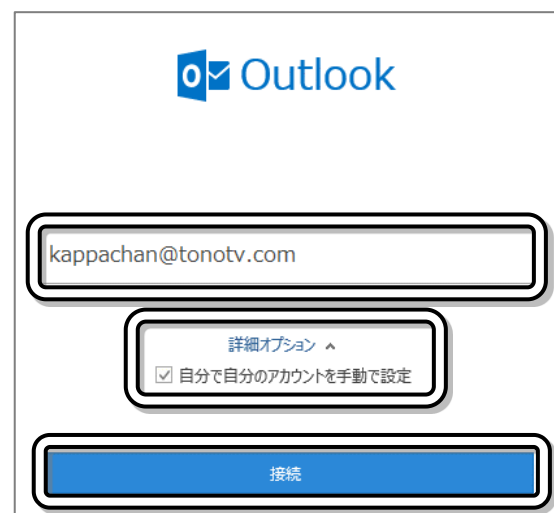 Outlook
kappachan@tonotv.com
詳細オプション
自分で自分のアカウントを手動で設定
接続